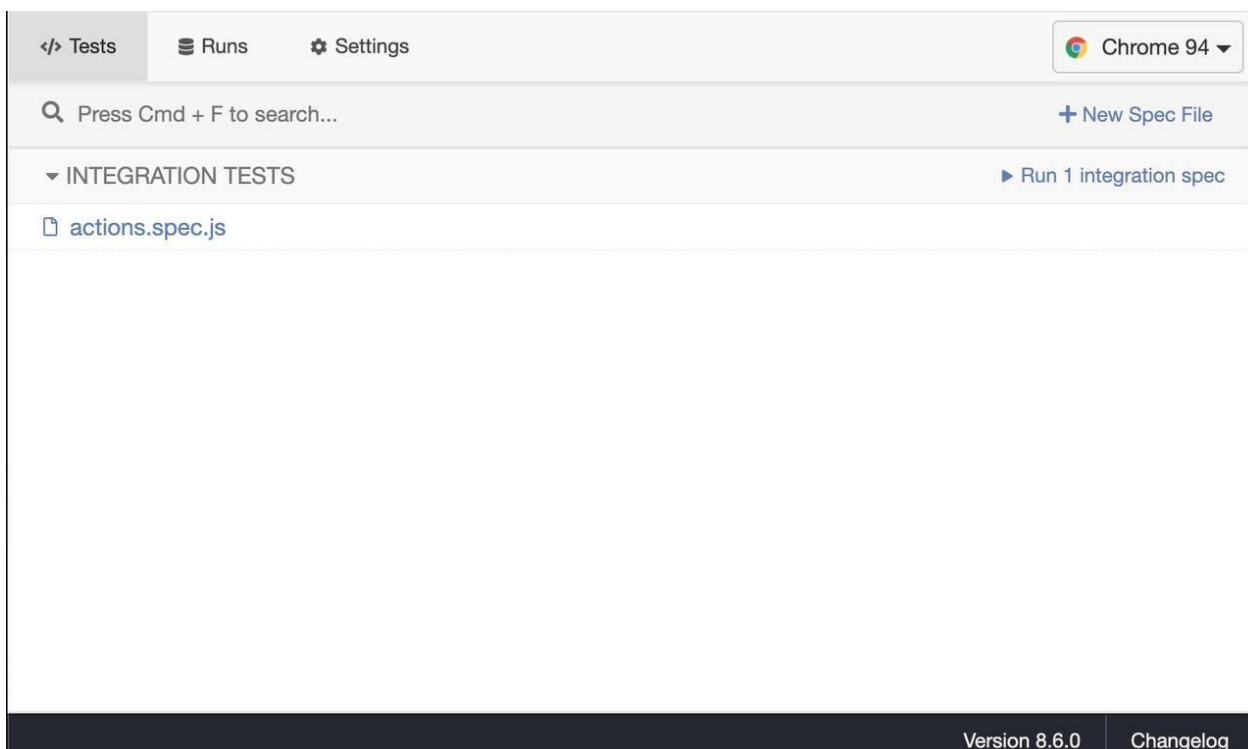 </> Tests Runs Settings Chrome 94
Press Cmd + F to search... + New Spec File
INTEGRATION TESTS Run 1 integration spec
actions.spec.js
Version 8.6.0 Changelog